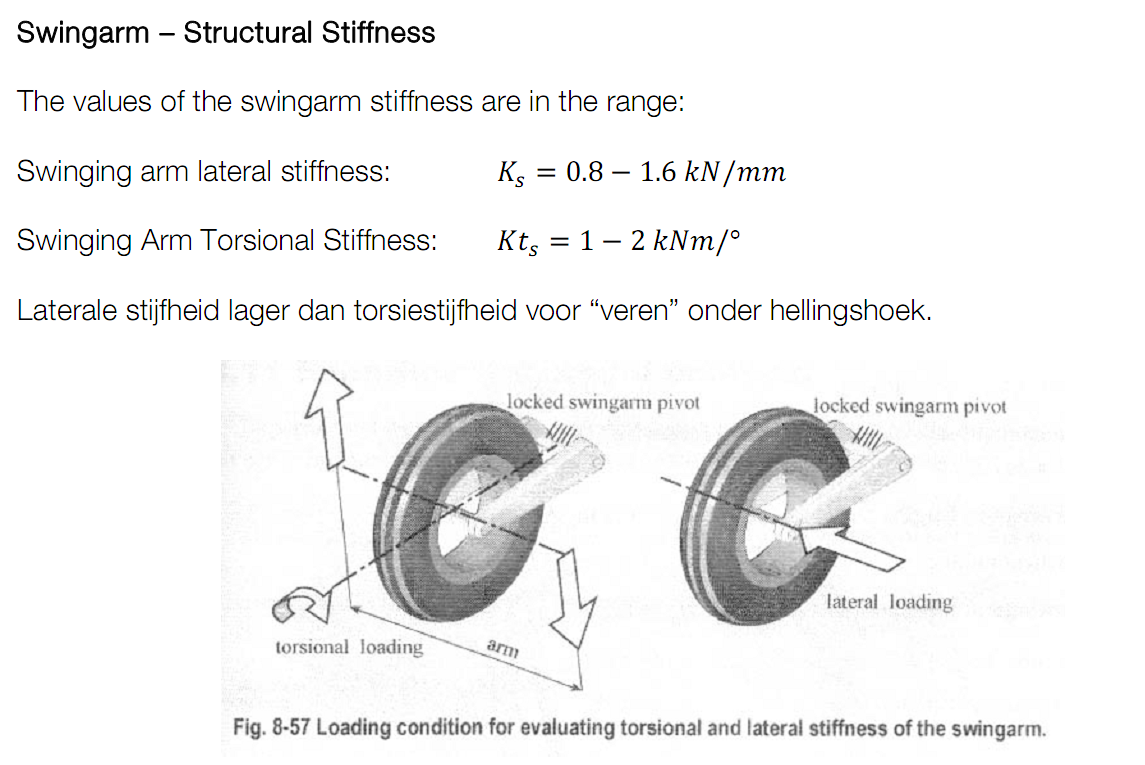 Swingarm – Structural Stiffness
The values of the swingarm stiffness are in the range:
Swinging arm lateral stiffness: K_s = 0.8 − 1.6 kN/mm
Swinging Arm Torsional Stiffness: Kt_s = 1 − 2 kNm/°
Laterale stijfheid lager dan torsiestijfheid voor “veren” onder hellingshoek.
locked swingarm pivot
locked swingarm pivot
lateral loading
torsional loading
arm
Fig. 8-57 Loading condition for evaluating torsional and lateral stiffness of the swingarm.